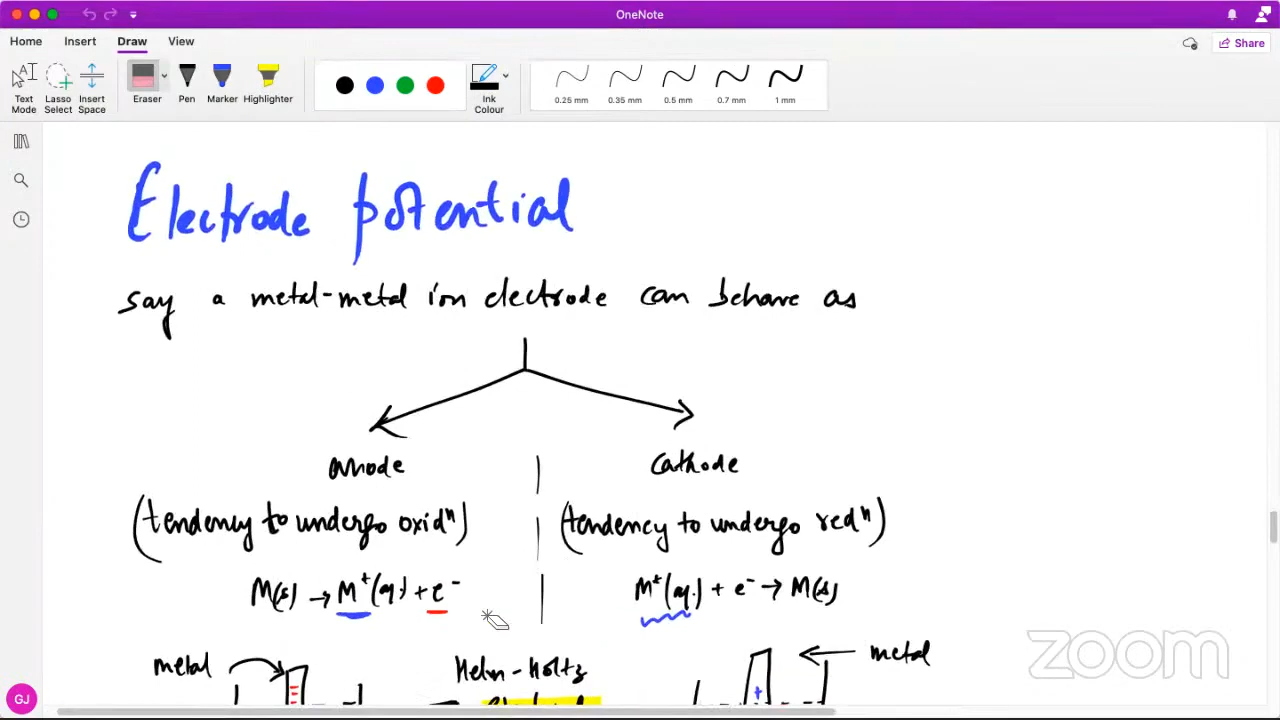 OneNote
Home Insert Draw View
Share
Text Mode
Lasso Select
Insert Space
Eraser
Pen
Marker
Highlighter
Ink Colour
0.25 mm 0.35 mm 0.5 mm 0.7 mm 1 mm
Electrode potential
say a metal-metal ion electrode can behave as
anode | cathode
(tendency to undergo oxidⁿ) | (tendency to undergo redⁿ)
M(s) → M⁺(aq.) + e⁻ | M⁺(aq.) + e⁻ → M(s)
metal Helm-Holtz metal
zoom
GJ